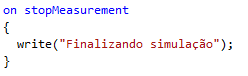 on stopMeasurement
{
write("Finalizando simulação");
}